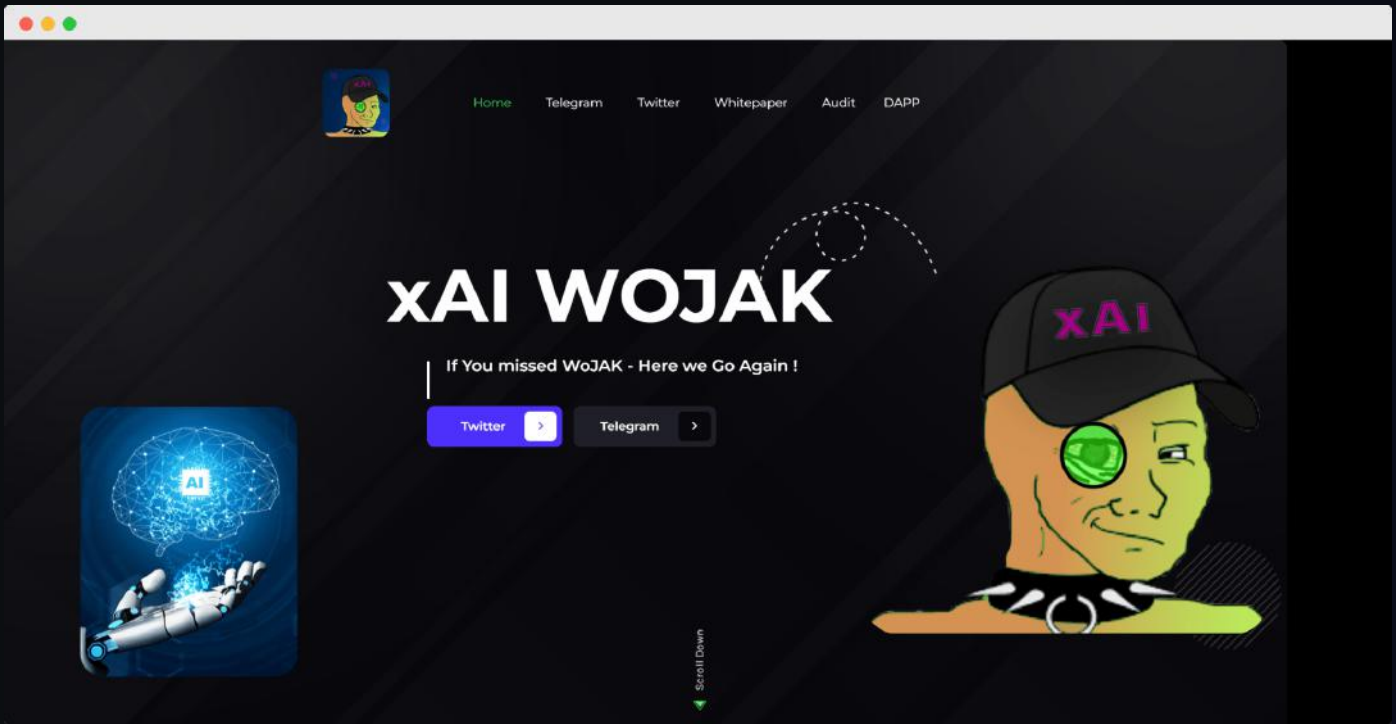 xAi
Home Telegram Twitter Whitepaper Audit DAPP
xAI WOJAK
If You missed WoJAK - Here we Go Again !
Twitter
Telegram
xAi
AI
Scroll Down